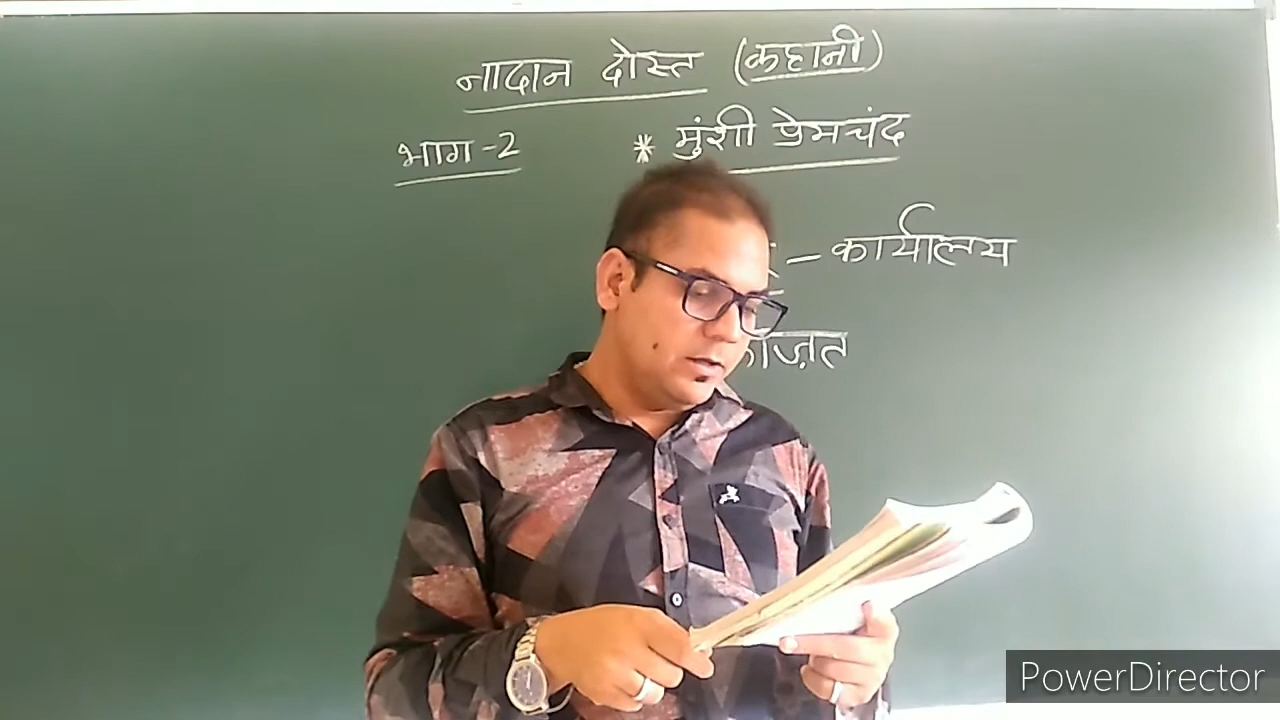 नादान दोस्त (कहानी)
भाग-2 * मुंशी प्रेमचंद
– कार्यालय
PowerDirector